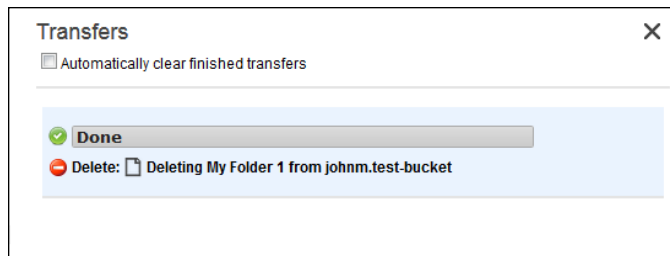 Transfers
Automatically clear finished transfers
Done
Delete: Deleting My Folder 1 from johnm.test-bucket